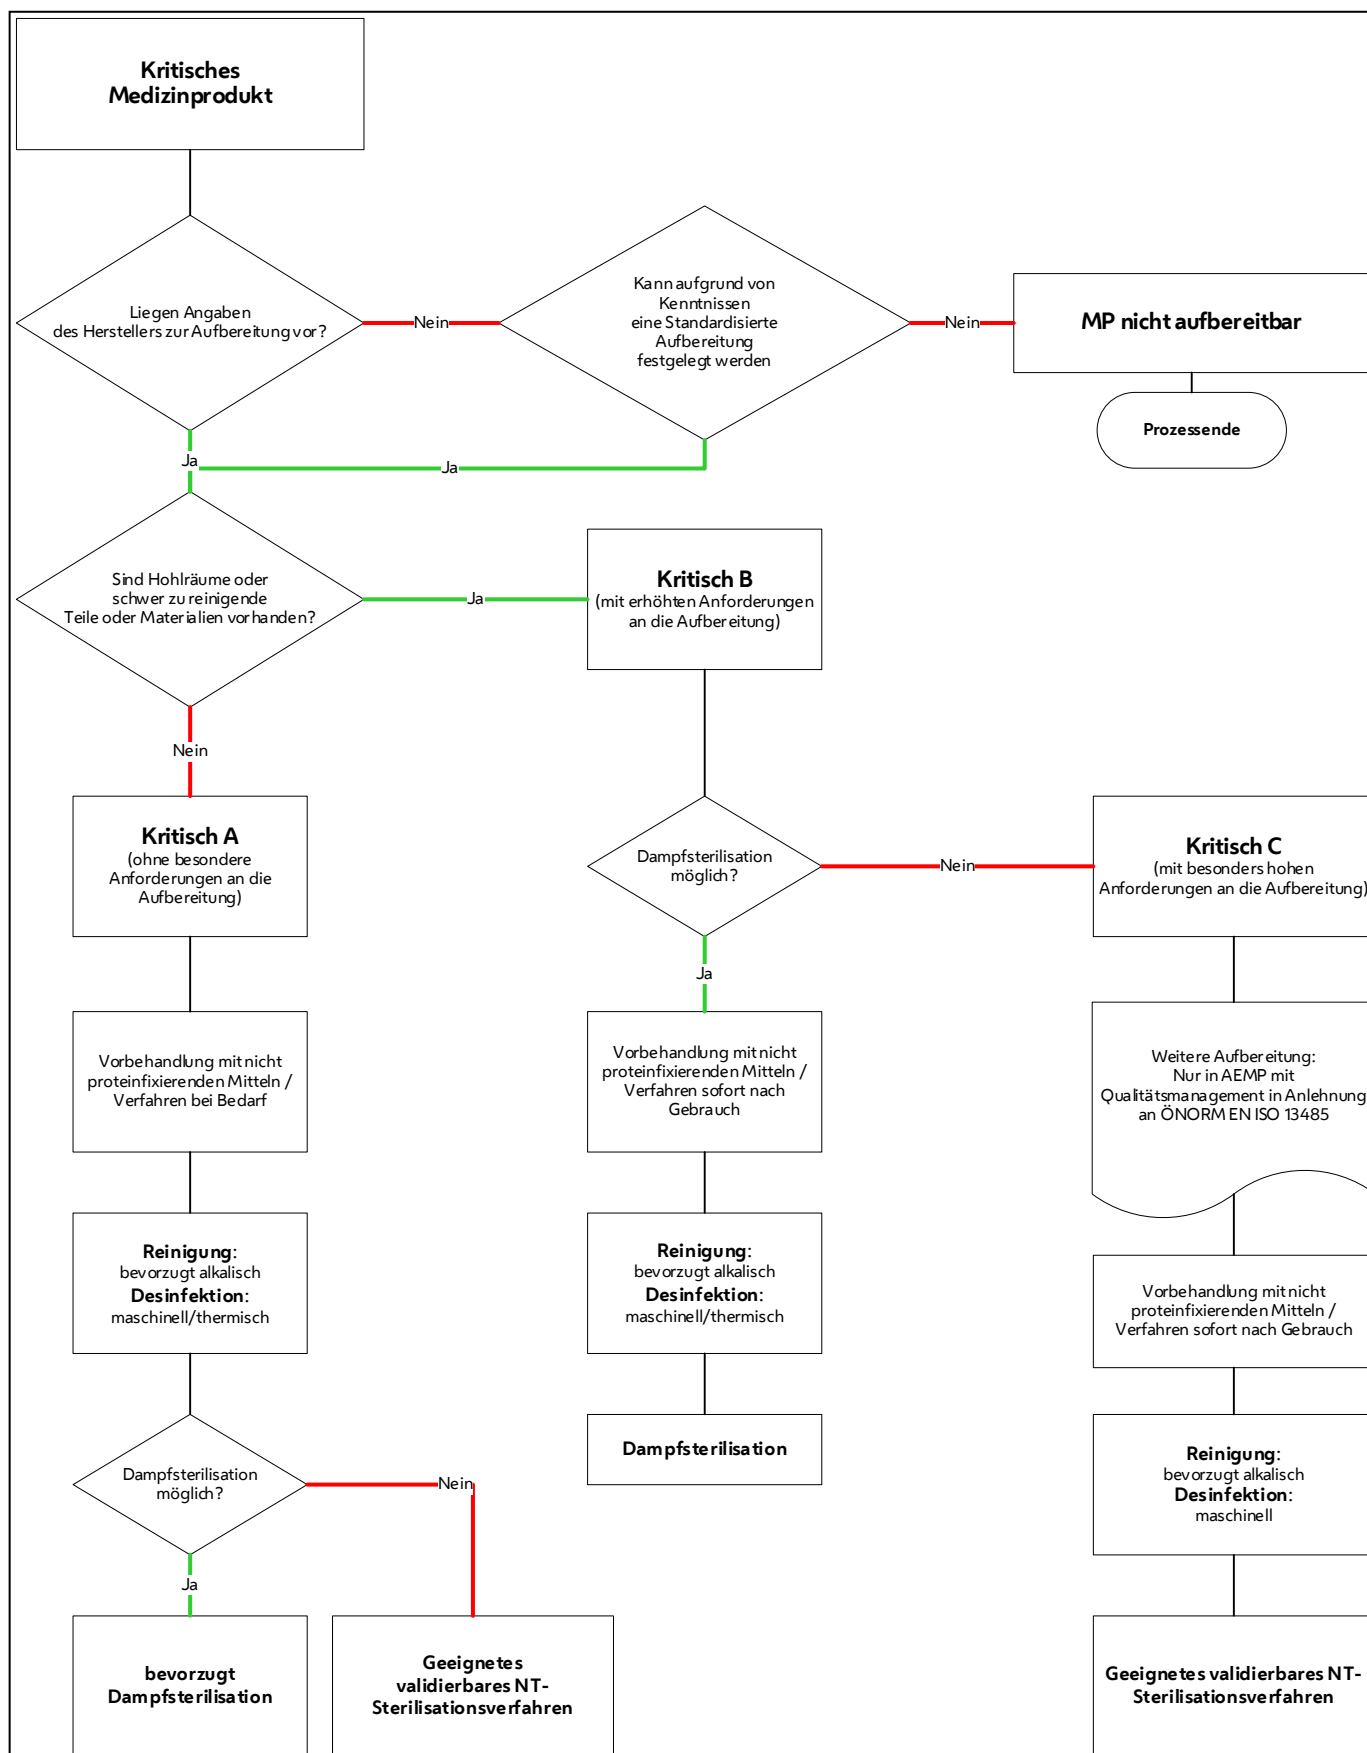 Kritisches
Medizinprodukt
Liegen Angaben
des Herstellers zur Aufbereitung vor?
Nein
Kann aufgrund von
Kenntnissen
eine Standardisierte
Aufbereitung
festgelegt werden
Nein
MP nicht aufbereitbar
Prozessende
Ja
Ja
Sind Hohlräume oder
schwer zu reinigende
Teile oder Materialien vorhanden?
Ja
Kritisch B
(mit erhöhten Anforderungen
an die Aufbereitung)
Nein
Kritisch A
(ohne besondere
Anforderungen an die
Aufbereitung)
Dampfsterilisation
möglich?
Nein
Kritisch C
(mit besonders hohen
Anforderungen an die Aufbereitung)
Ja
Vorbehandlung mit nicht
proteinfixierenden Mitteln /
Verfahren bei Bedarf
Vorbehandlung mit nicht
proteinfixierenden Mitteln /
Verfahren sofort nach
Gebrauch
Weitere Aufbereitung:
Nur in AEMP mit
Qualitätsmanagement in Anlehnung
an ÖNORM EN ISO 13485
Reinigung:
bevorzugt alkalisch
Desinfektion:
maschinell/thermisch
Reinigung:
bevorzugt alkalisch
Desinfektion:
maschinell/thermisch
Vorbehandlung mit nicht
proteinfixierenden Mitteln /
Verfahren sofort nach Gebrauch
Dampfsterilisation
möglich?
Nein
Dampfsterilisation
Reinigung:
bevorzugt alkalisch
Desinfektion:
maschinell
Ja
bevorzugt
Dampfsterilisation
Geeignetes
validierbares NT-
Sterilisationsverfahren
Geeignetes validierbares NT-
Sterilisationsverfahren